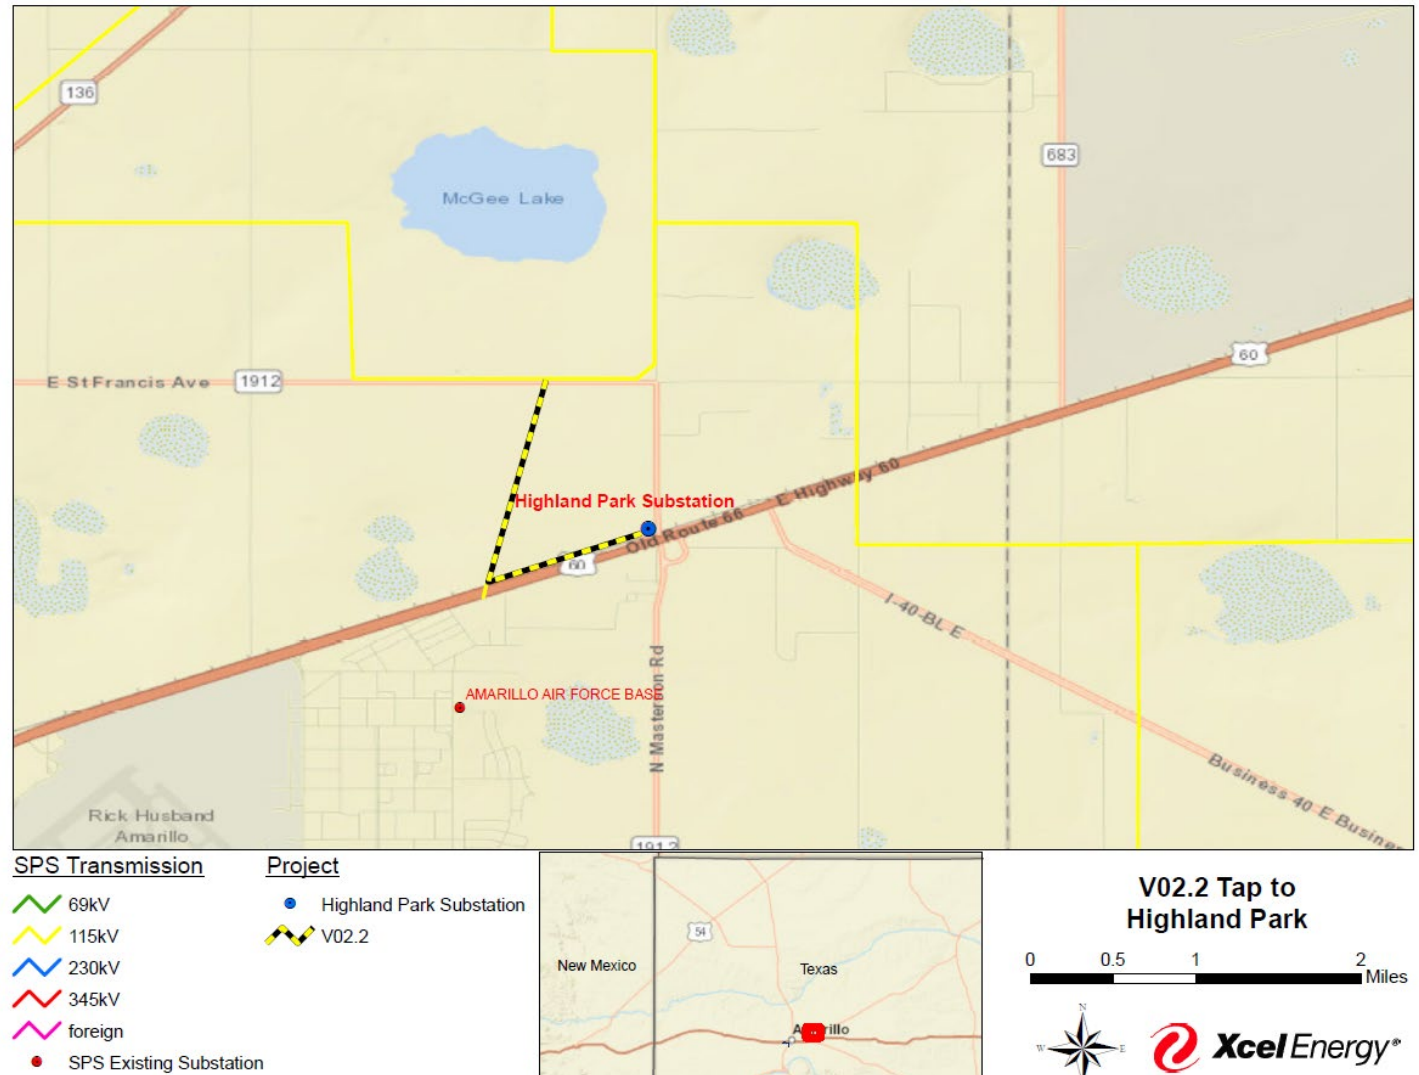 136
McGee Lake
683
60
E St Francis Ave
1912
Highland Park Substation
E Highway 60
Old Route 66
60
I-40-BL E
AMARILLO AIR FORCE BASE
N Masterson Rd
Business 40 E Busines
Rick Husband
Amarillo
1912
SPS Transmission
69kV
115kV
230kV
345kV
foreign
SPS Existing Substation
Project
Highland Park Substation
V02.2
54
New Mexico
Texas
Amarillo
V02.2 Tap to
Highland Park
0 0.5 1 2
Miles
N
W E
Xcel Energy®